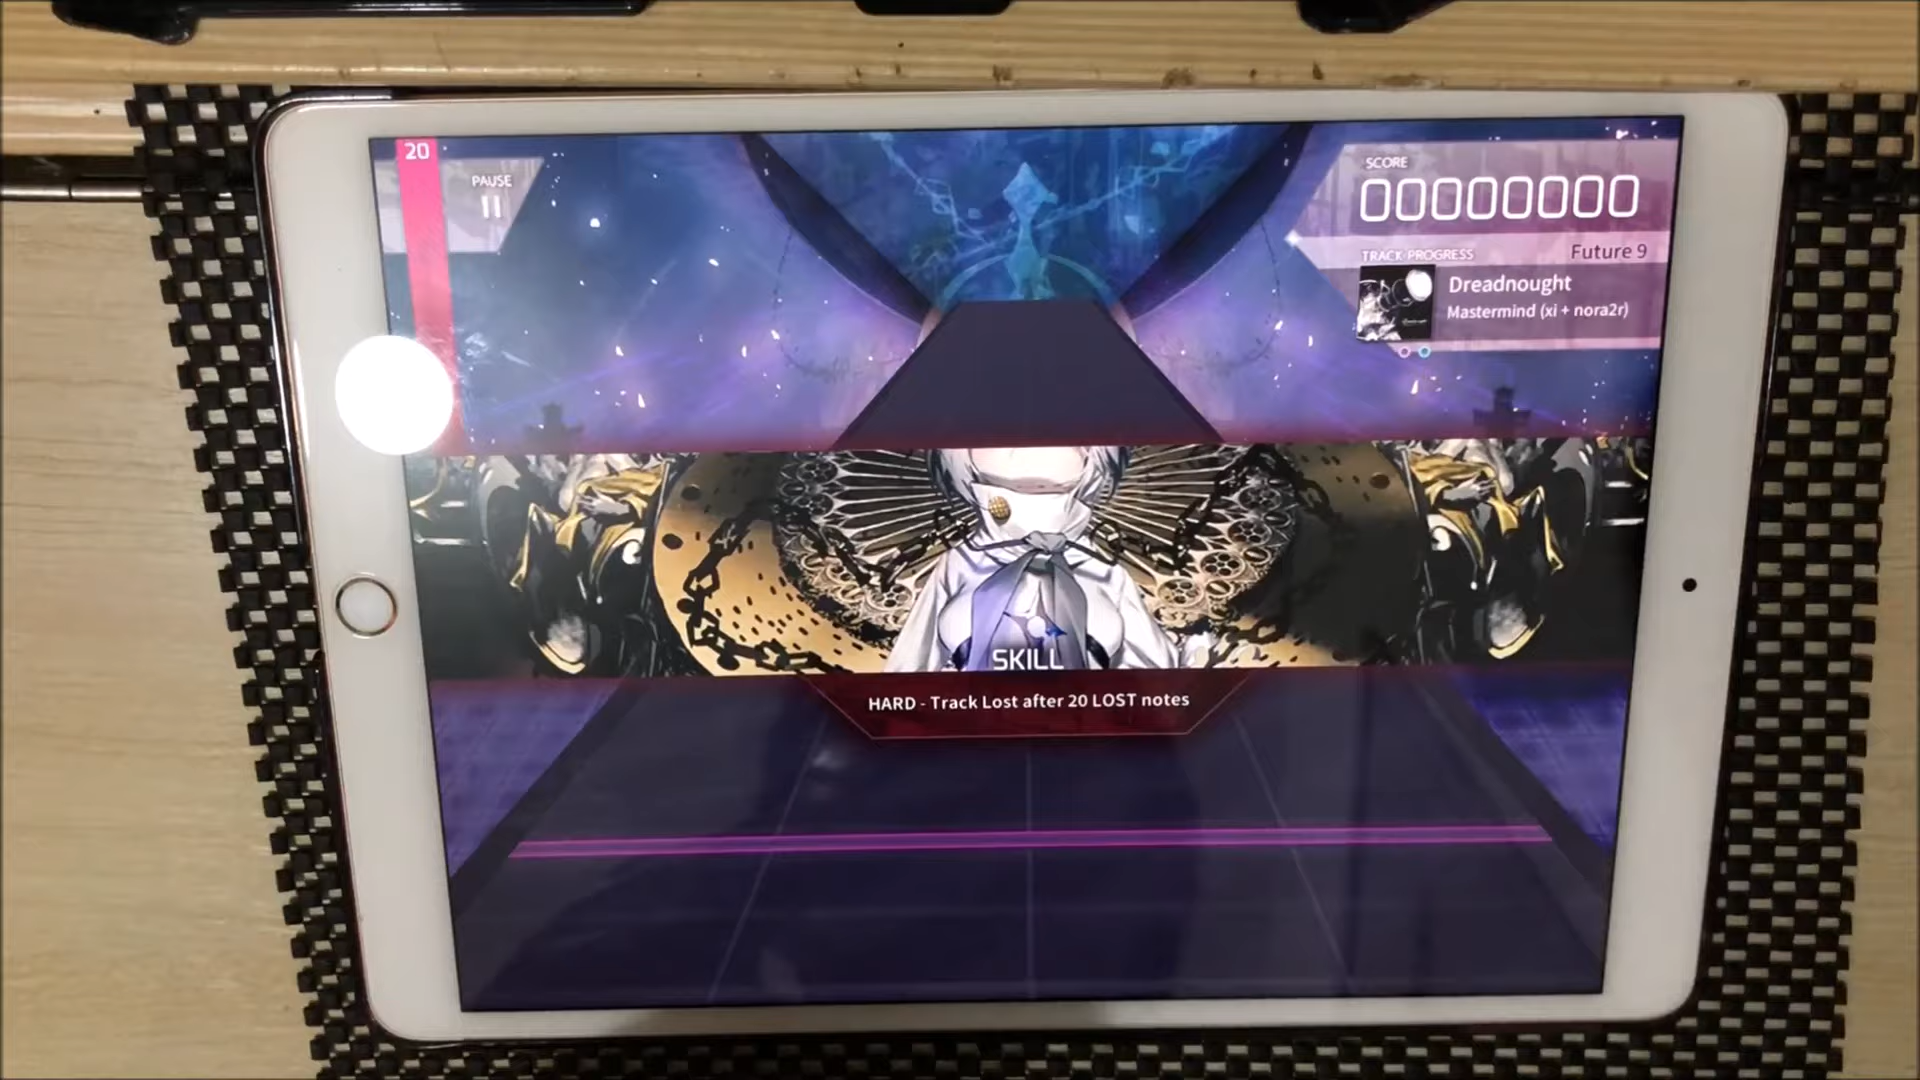 20
PAUSE
SCORE
00000000
TRACK PROGRESS
Future 9
Dreadnought
Mastermind (xi + nora2r)
SKILL
HARD - Track Lost after 20 LOST notes